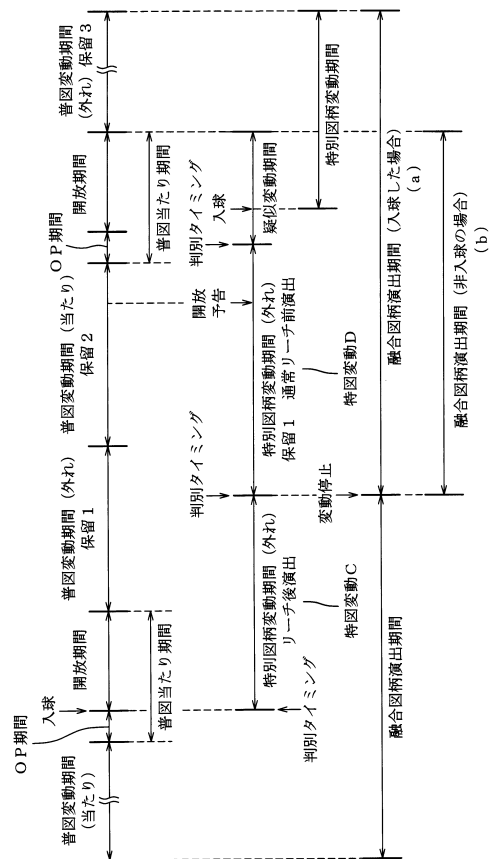 普図変動期間
(当たり)
OP期間
入球
開放期間
普図変動期間 (外れ)
保留1
普図変動期間 (当たり)
保留2
OP期間
開放期間
普図変動期間
(外れ) 保留3
普図当たり期間
普図当たり期間
判別タイミング
開放
予告
判別タイミング
入球
特別図柄変動期間 (外れ)
リーチ後演出
特別図柄変動期間 (外れ)
保留1 通常リーチ前演出
疑似変動期間
判別タイミング
特図変動C
変動停止
特図変動D
特別図柄変動期間
融合図柄演出期間
融合図柄演出期間 (入球した場合)
(a)
融合図柄演出期間 (非入球の場合)
(b)